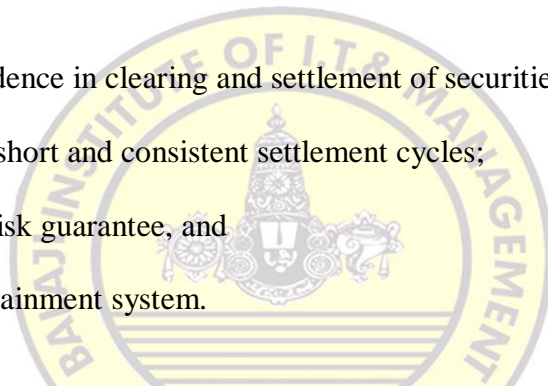 dence in clearing and settlement of securitie
short and consistent settlement cycles;
isk guarantee, and
tainment system.
BALAJI INSTITUTE OF I.T.& MANAGEMENT